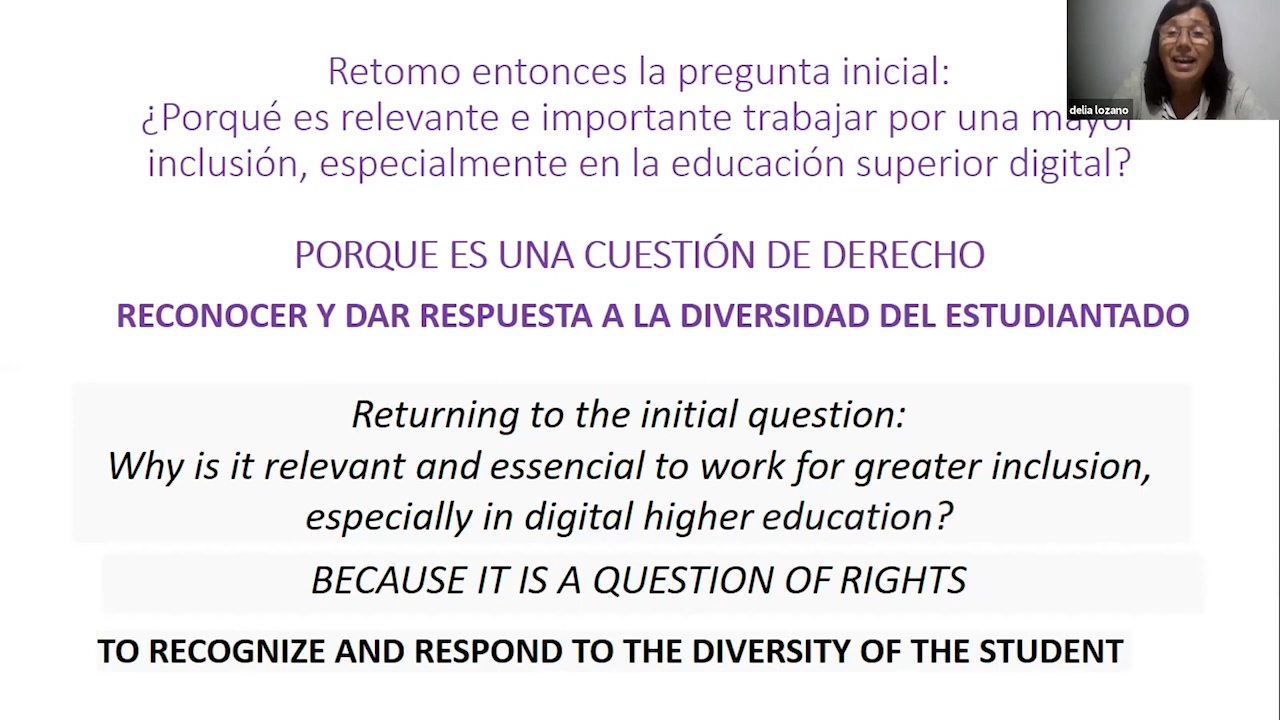 Retomo entonces la pregunta inicial:
¿Porqué es relevante e importante trabajar por una mayor
inclusión, especialmente en la educación superior digital?
PORQUE ES UNA CUESTIÓN DE DERECHO
RECONOCER Y DAR RESPUESTA A LA DIVERSIDAD DEL ESTUDIANTADO
Returning to the initial question:
Why is it relevant and essencial to work for greater inclusion,
especially in digital higher education?
BECAUSE IT IS A QUESTION OF RIGHTS
TO RECOGNIZE AND RESPOND TO THE DIVERSITY OF THE STUDENT
delia lozano